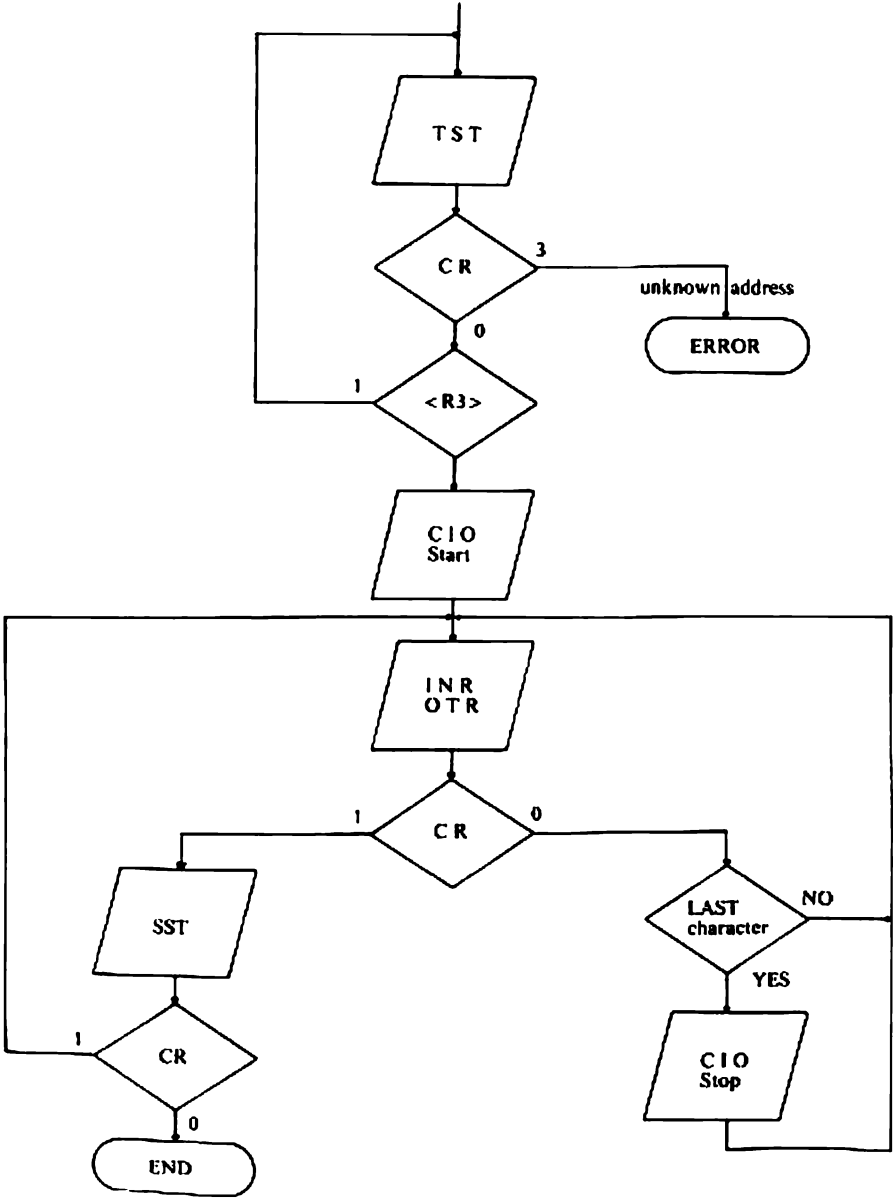 TST
CR
3
unknown address
ERROR
0
1
<R3>
CIO
Start
INR
OTR
1
CR
0
SST
LAST
character
NO
YES
1
CR
CIO
Stop
0
END